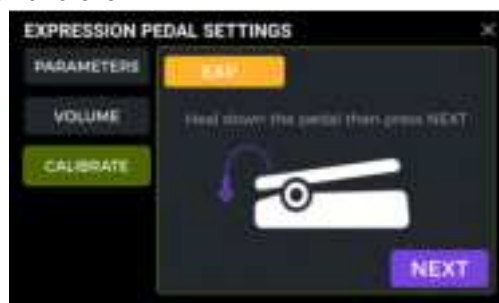 EXPRESSION PEDAL SETTINGS
PARAMETERS
EXP
VOLUME
Heel down the pedal then press NEXT
CALIBRATE
NEXT